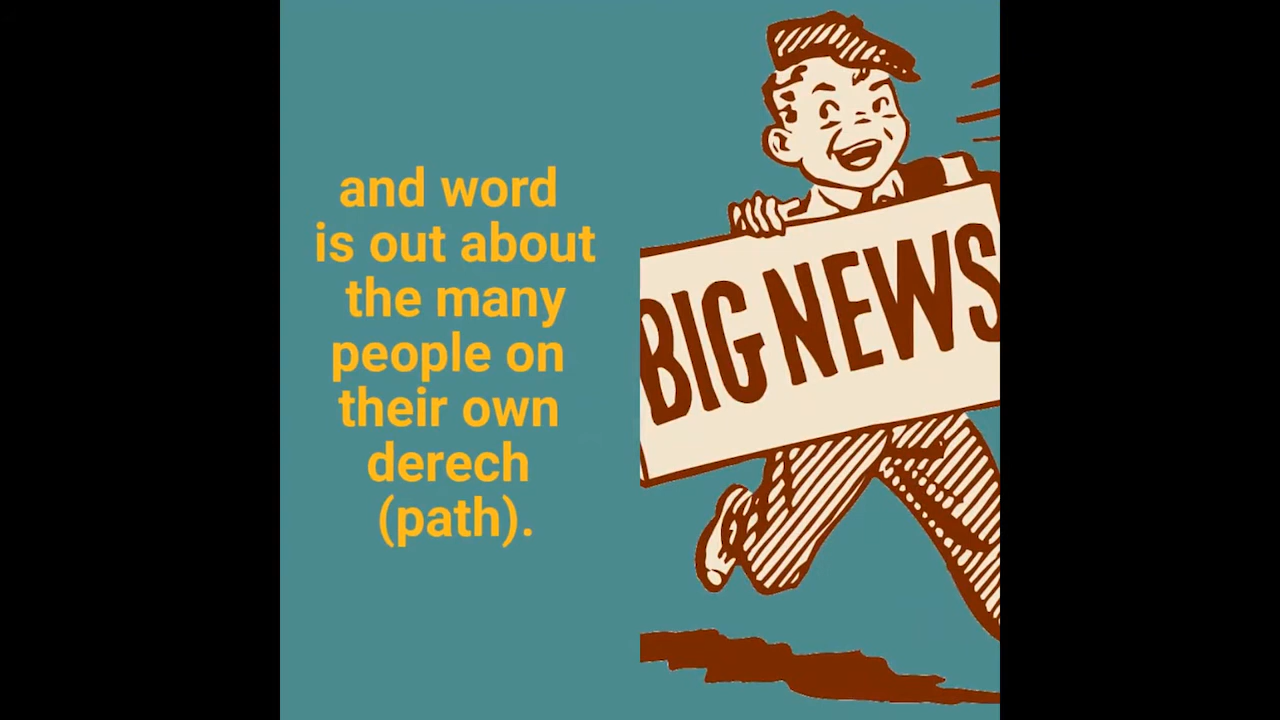 and word
is out about
the many
people on
their own
derech
(path).
BIG NEWS